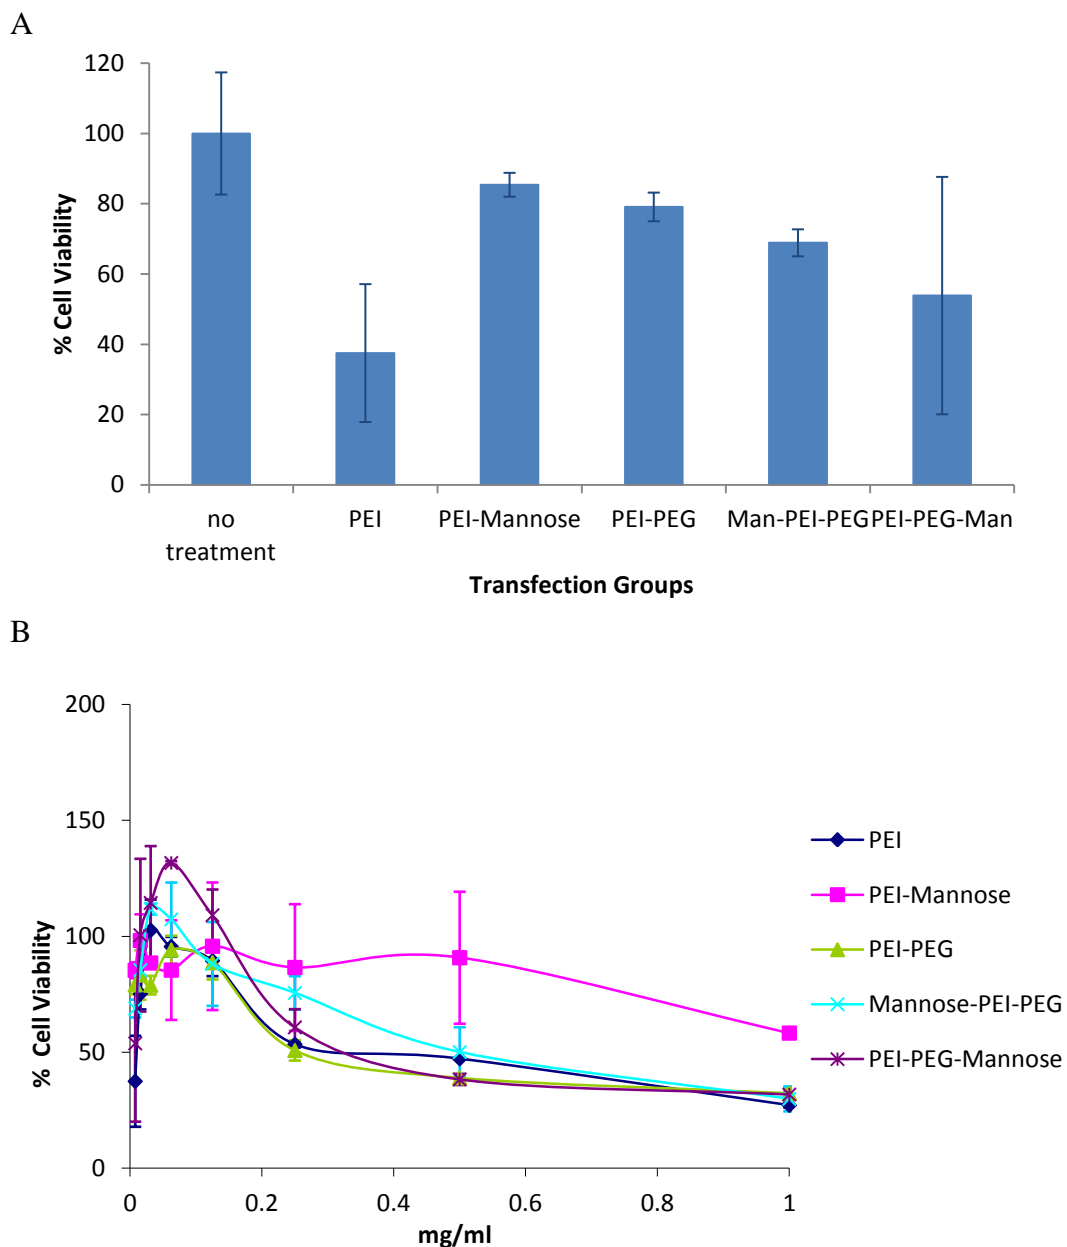 A
120
100
80
60
40
20
0
% Cell Viability
no
treatment
PEI
PEI-Mannose
PEI-PEG
Man-PEI-PEG
PEI-PEG-Man
Transfection Groups
B
200
150
100
50
0
% Cell Viability
0
0.2
0.4
0.6
0.8
1
mg/ml
PEI
PEI-Mannose
PEI-PEG
Mannose-PEI-PEG
PEI-PEG-Mannose